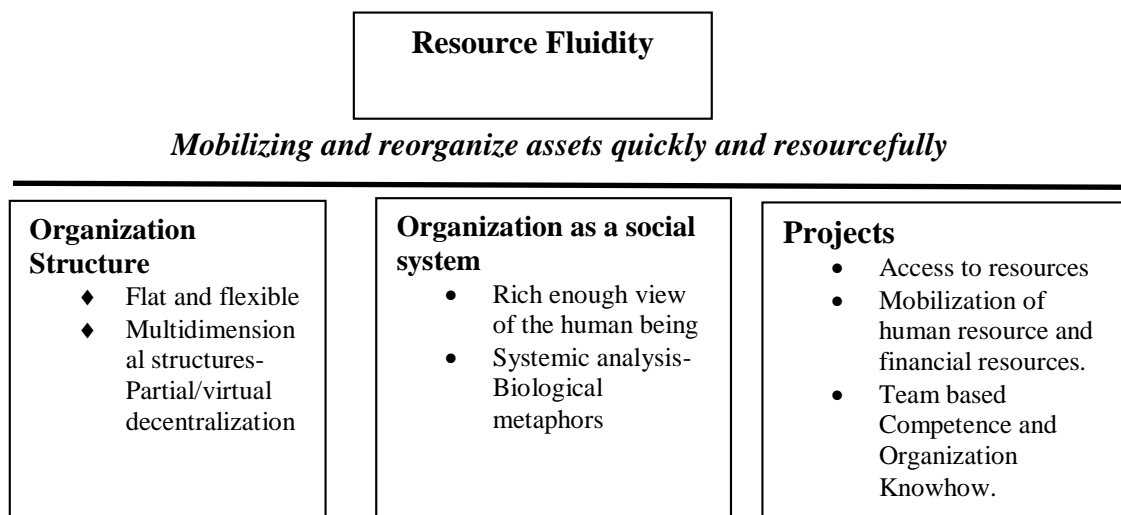 Resource Fluidity
Mobilizing and reorganize assets quickly and resourcefully
Organization
Structure
♦ Flat and flexible
♦ Multidimension
al structures-
Partial/virtual
decentralization
Organization as a social
system
• Rich enough view
of the human being
• Systemic analysis-
Biological
metaphors
Projects
• Access to resources
• Mobilization of
human resource and
financial resources.
• Team based
Competence and
Organization
Knowhow.